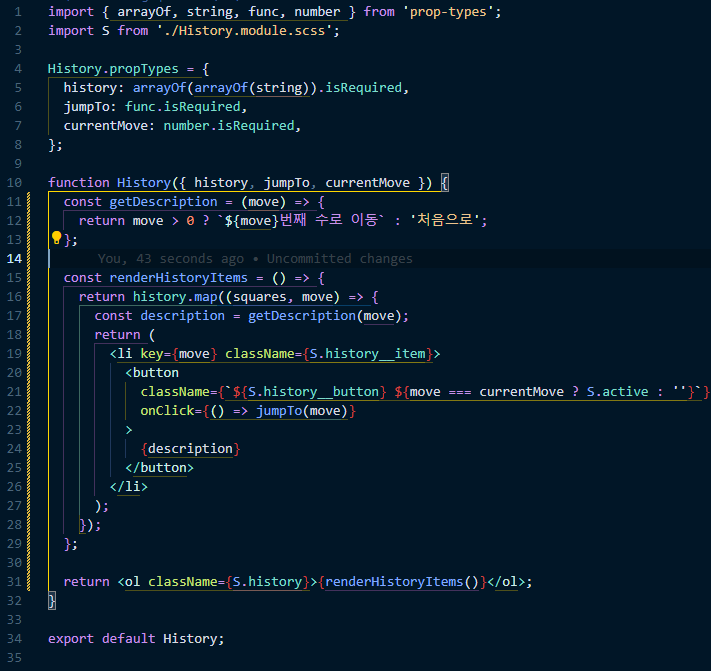 1 import { arrayOf, string, func, number } from 'prop-types';
2 import S from './History.module.scss';
3
4 History.propTypes = {
5   history: arrayOf(arrayOf(string)).isRequired,
6   jumpTo: func.isRequired,
7   currentMove: number.isRequired,
8 };
9
10 function History({ history, jumpTo, currentMove }) {
11   const getDescription = (move) => {
12     return move > 0 ? `${move}번째 수로 이동` : '처음으로';
13   };
14       You, 43 seconds ago • Uncommitted changes
15   const renderHistoryItems = () => {
16     return history.map((squares, move) => {
17       const description = getDescription(move);
18       return (
19         <li key={move} className={S.history__item}>
20           <button
21             className={`${S.history__button} ${move === currentMove ? S.active : ''}`}
22             onClick={() => jumpTo(move)}
23           >
24             {description}
25           </button>
26         </li>
27       );
28     });
29   };
30
31   return <ol className={S.history}>{renderHistoryItems()}</ol>;
32 }
33
34 export default History;
35